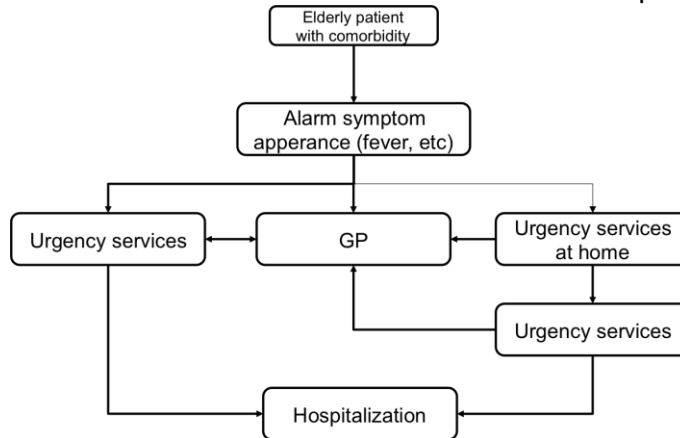 Elderly patient
with comorbidity
Alarm symptom
apperance (fever, etc)
Urgency services
GP
Urgency services
at home
Urgency services
Hospitalization